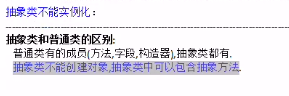 抽象类不能实例化：
抽象类和普通类的区别:
普通类有的成员(方法,字段,构造器),抽象类都有.
抽象类不能创建对象,抽象类中可以包含抽象方法.